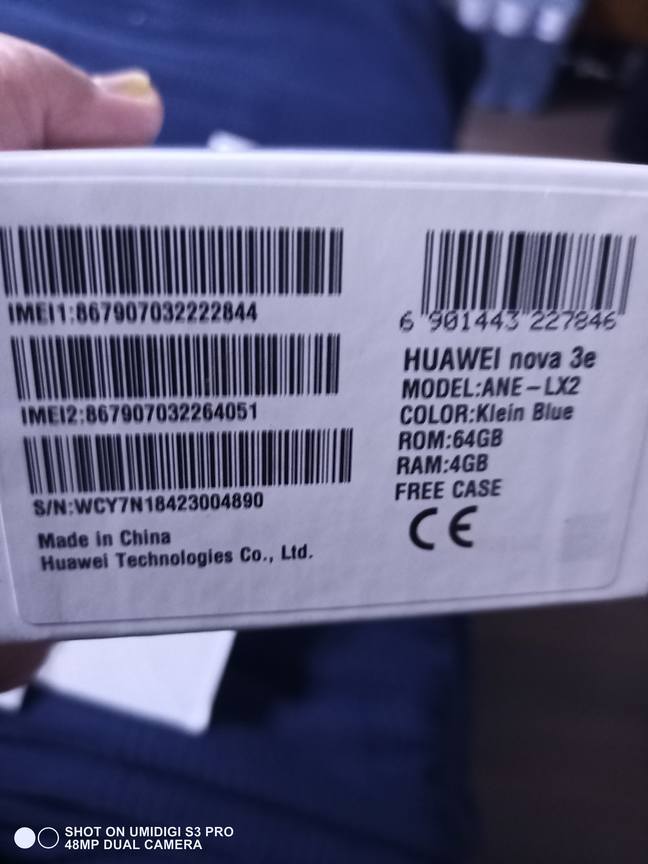 IMEI1:867907032222844
IMEI2:867907032264051
S/N:WCY7N18423004890
Made in China
Huawei Technologies Co., Ltd.
6 901443 227846
HUAWEI nova 3e
MODEL:ANE-LX2
COLOR:Klein Blue
ROM:64GB
RAM:4GB
FREE CASE
CE
SHOT ON UMIDIGI S3 PRO
48MP DUAL CAMERA